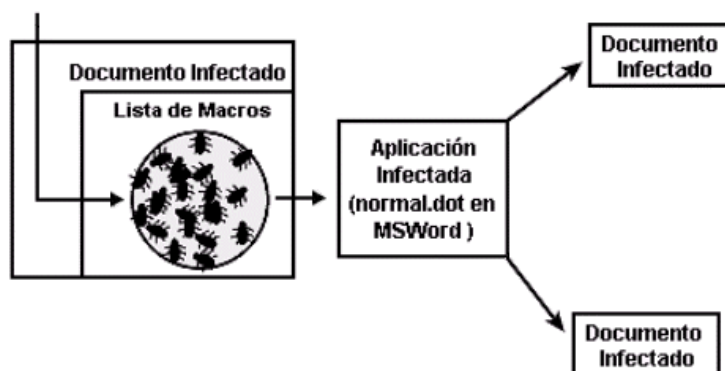 Documento Infectado
Lista de Macros
Aplicación
Infectada
(normal.dot en
MSWord )
Documento
Infectado
Documento
Infectado